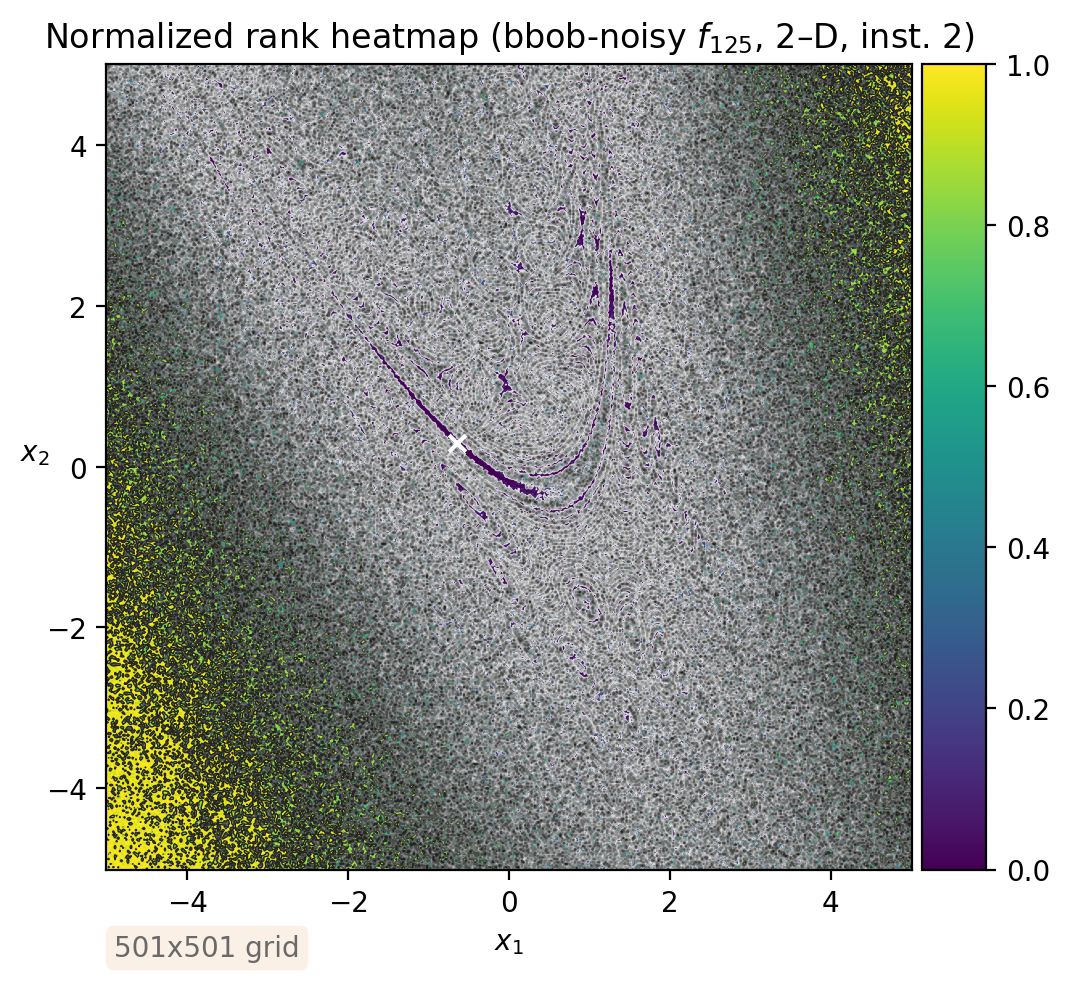 Normalized rank heatmap (bbob-noisy f₁₂₅, 2–D, inst. 2)
1.0
0.8
0.6
0.4
0.2
0.0
4
2
0
−2
−4
x₂
−4 −2 0 2 4
x₁
501x501 grid